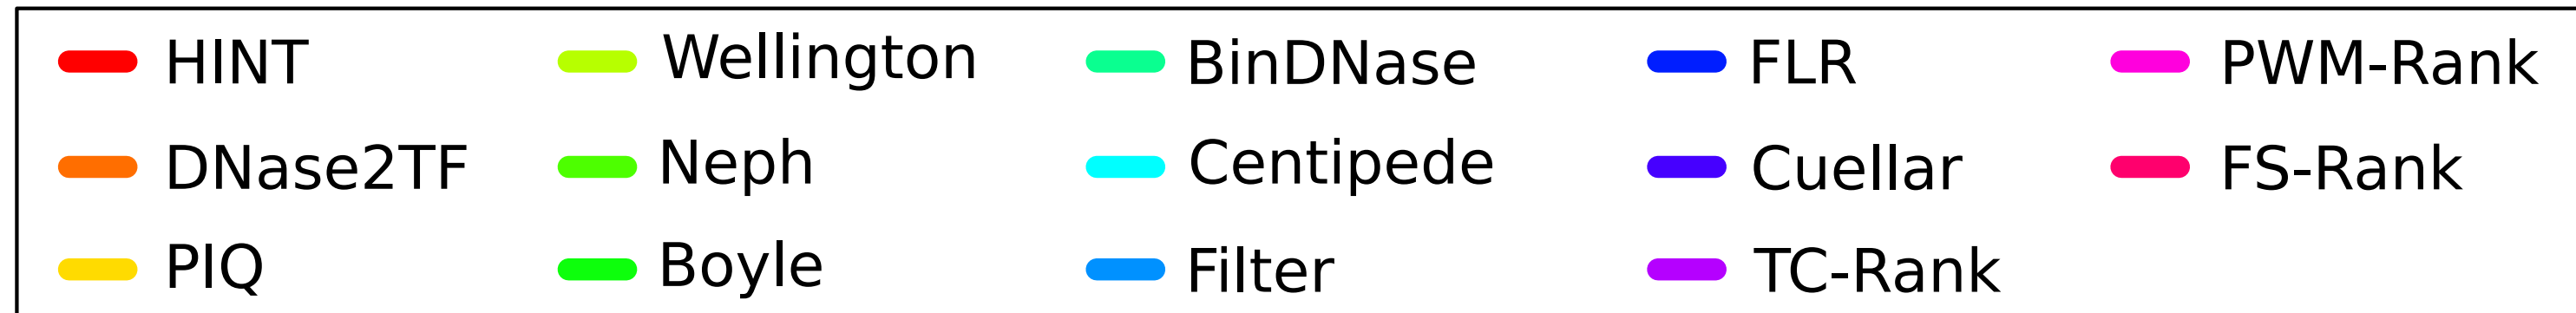 HINT Wellington BinDNase FLR PWM-Rank
DNase2TF Neph Centipede Cuellar FS-Rank
PIQ Boyle Filter TC-Rank